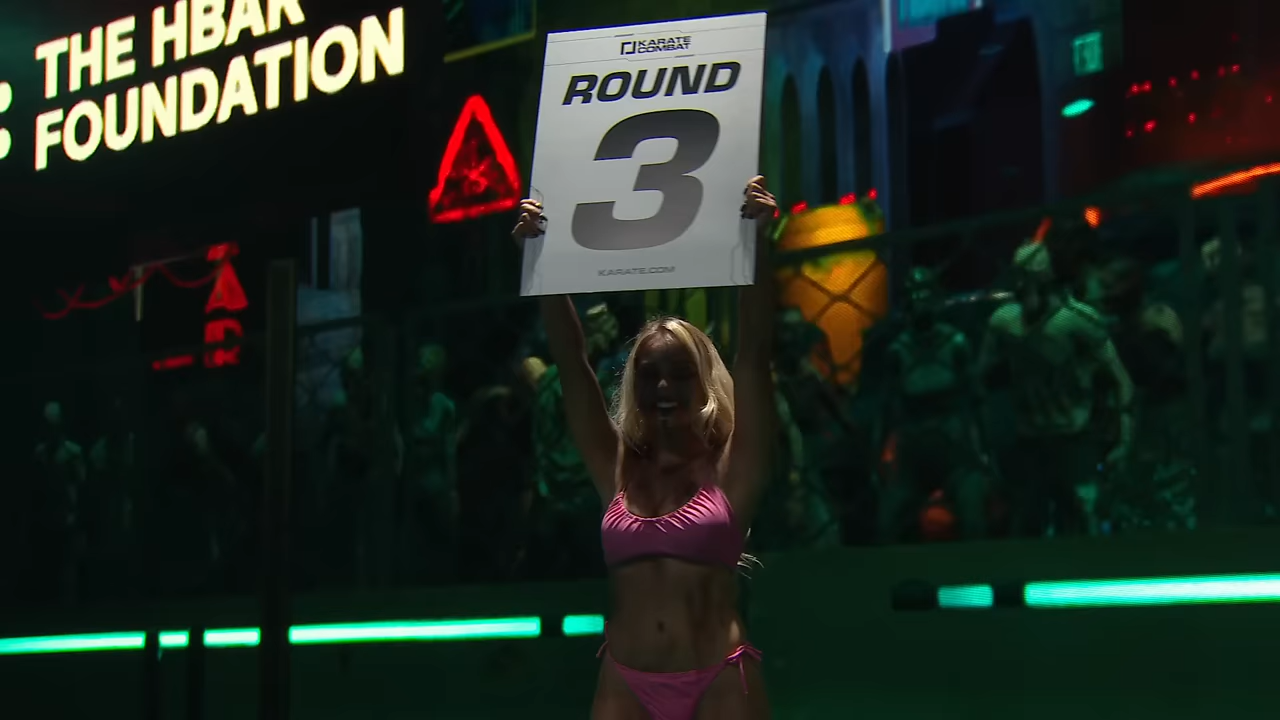 THE HBAR
FOUNDATION
KARATE
COMBAT
ROUND
3
KARATE.COM